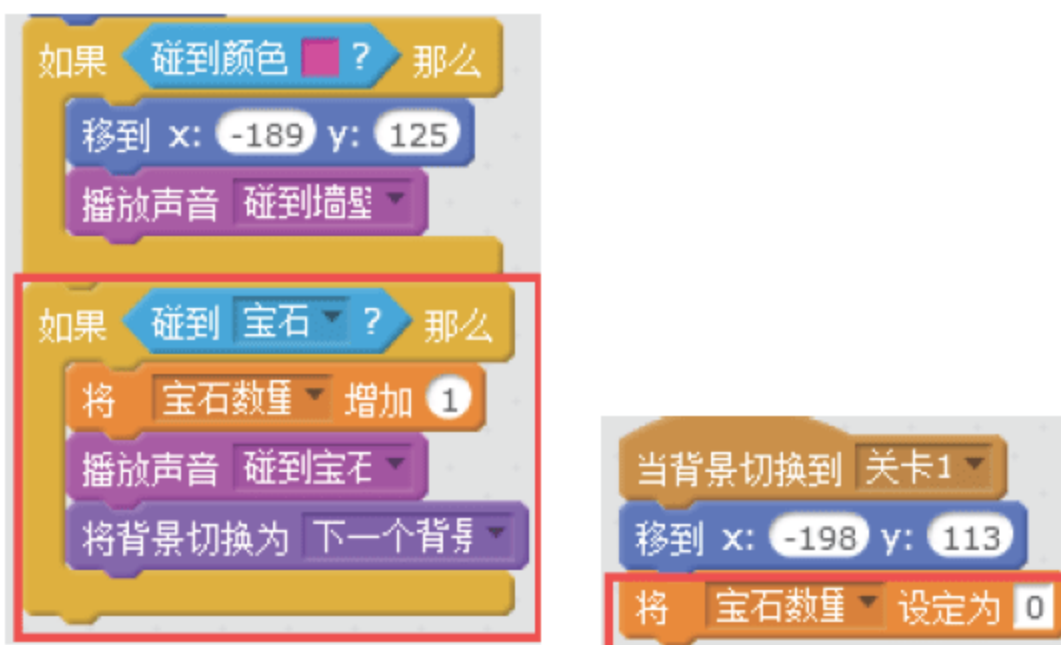 如果 碰到颜色 ? 那么
移到 x: -189 y: 125
播放声音 碰到墙壁
如果 碰到 宝石 ? 那么
将 宝石数量 增加 1
播放声音 碰到宝石
将背景切换为 下一个背景
当背景切换到 关卡1
移到 x: -198 y: 113
将 宝石数量 设定为 0